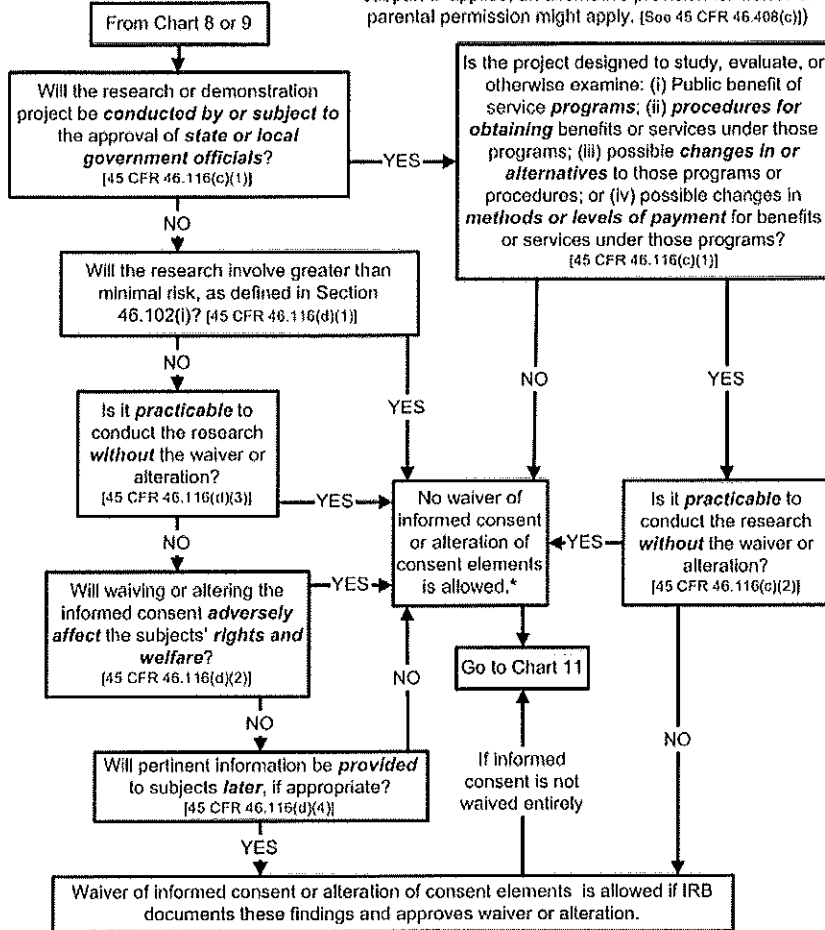 From Chart 8 or 9
parental permission might apply. [See 45 CFR 46.408(c)])
Will the research or demonstration
project be conducted by or subject to
the approval of state or local
government officials?
[45 CFR 46.116(c)(1)]
YES
Is the project designed to study, evaluate, or
otherwise examine: (i) Public benefit of
service programs; (ii) procedures for
obtaining benefits or services under those
programs; (iii) possible changes in or
alternatives to those programs or
procedures; or (iv) possible changes in
methods or levels of payment for benefits
or services under those programs?
[45 CFR 46.116(c)(1)]
NO
Will the research involve greater than
minimal risk, as defined in Section
46.102(i)? [45 CFR 46.116(d)(1)]
NO
YES
NO
YES
Is it practicable to
conduct the research
without the waiver or
alteration?
[45 CFR 46.116(d)(3)]
YES
No waiver of
informed consent
or alteration of
consent elements
is allowed.*
YES
Is it practicable to
conduct the research
without the waiver or
alteration?
[45 CFR 46.116(c)(2)]
NO
Will waiving or altering the
informed consent adversely
affect the subjects' rights and
welfare?
[45 CFR 46.116(d)(2)]
YES
NO
Go to Chart 11
NO
NO
Will pertinent information be provided
to subjects later, if appropriate?
[45 CFR 46.116(d)(4)]
If informed
consent is not
waived entirely
YES
Waiver of informed consent or alteration of consent elements is allowed if IRB
documents these findings and approves waiver or alteration.